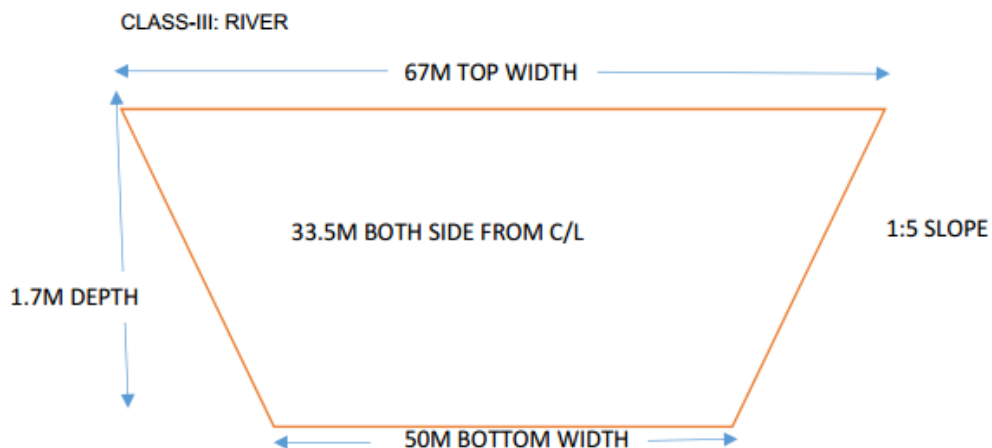 CLASS-III: RIVER
67M TOP WIDTH
33.5M BOTH SIDE FROM C/L
1:5 SLOPE
1.7M DEPTH
50M BOTTOM WIDTH